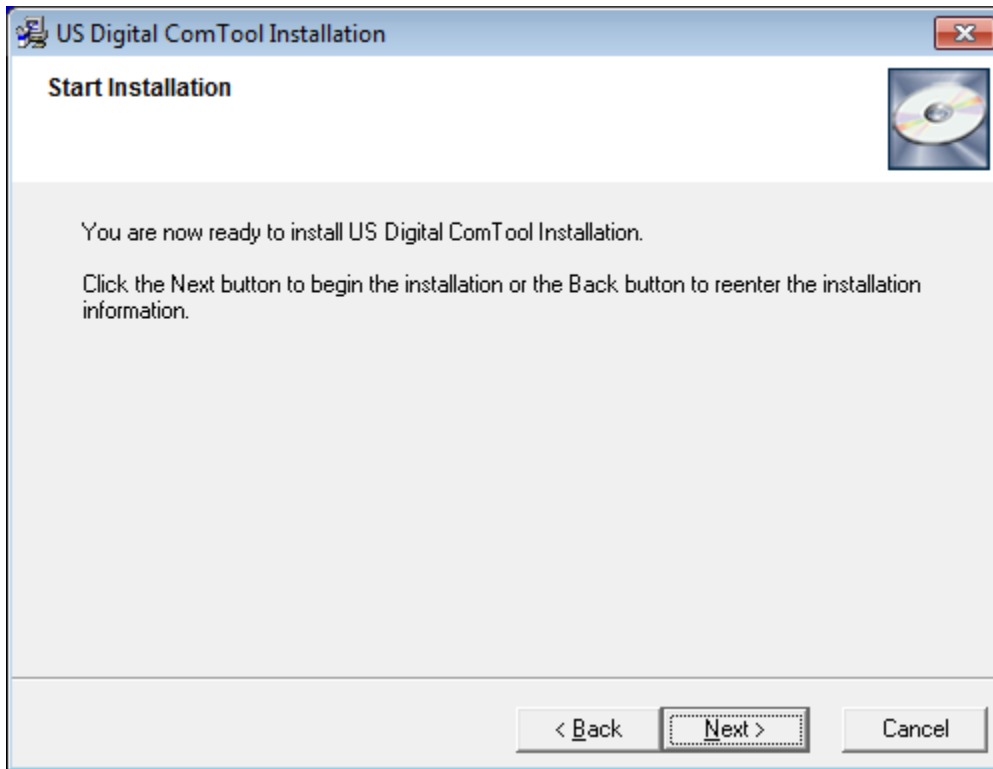 US Digital ComTool Installation
Start Installation
You are now ready to install US Digital ComTool Installation.
Click the Next button to begin the installation or the Back button to reenter the installation
information.
< Back
Next >
Cancel